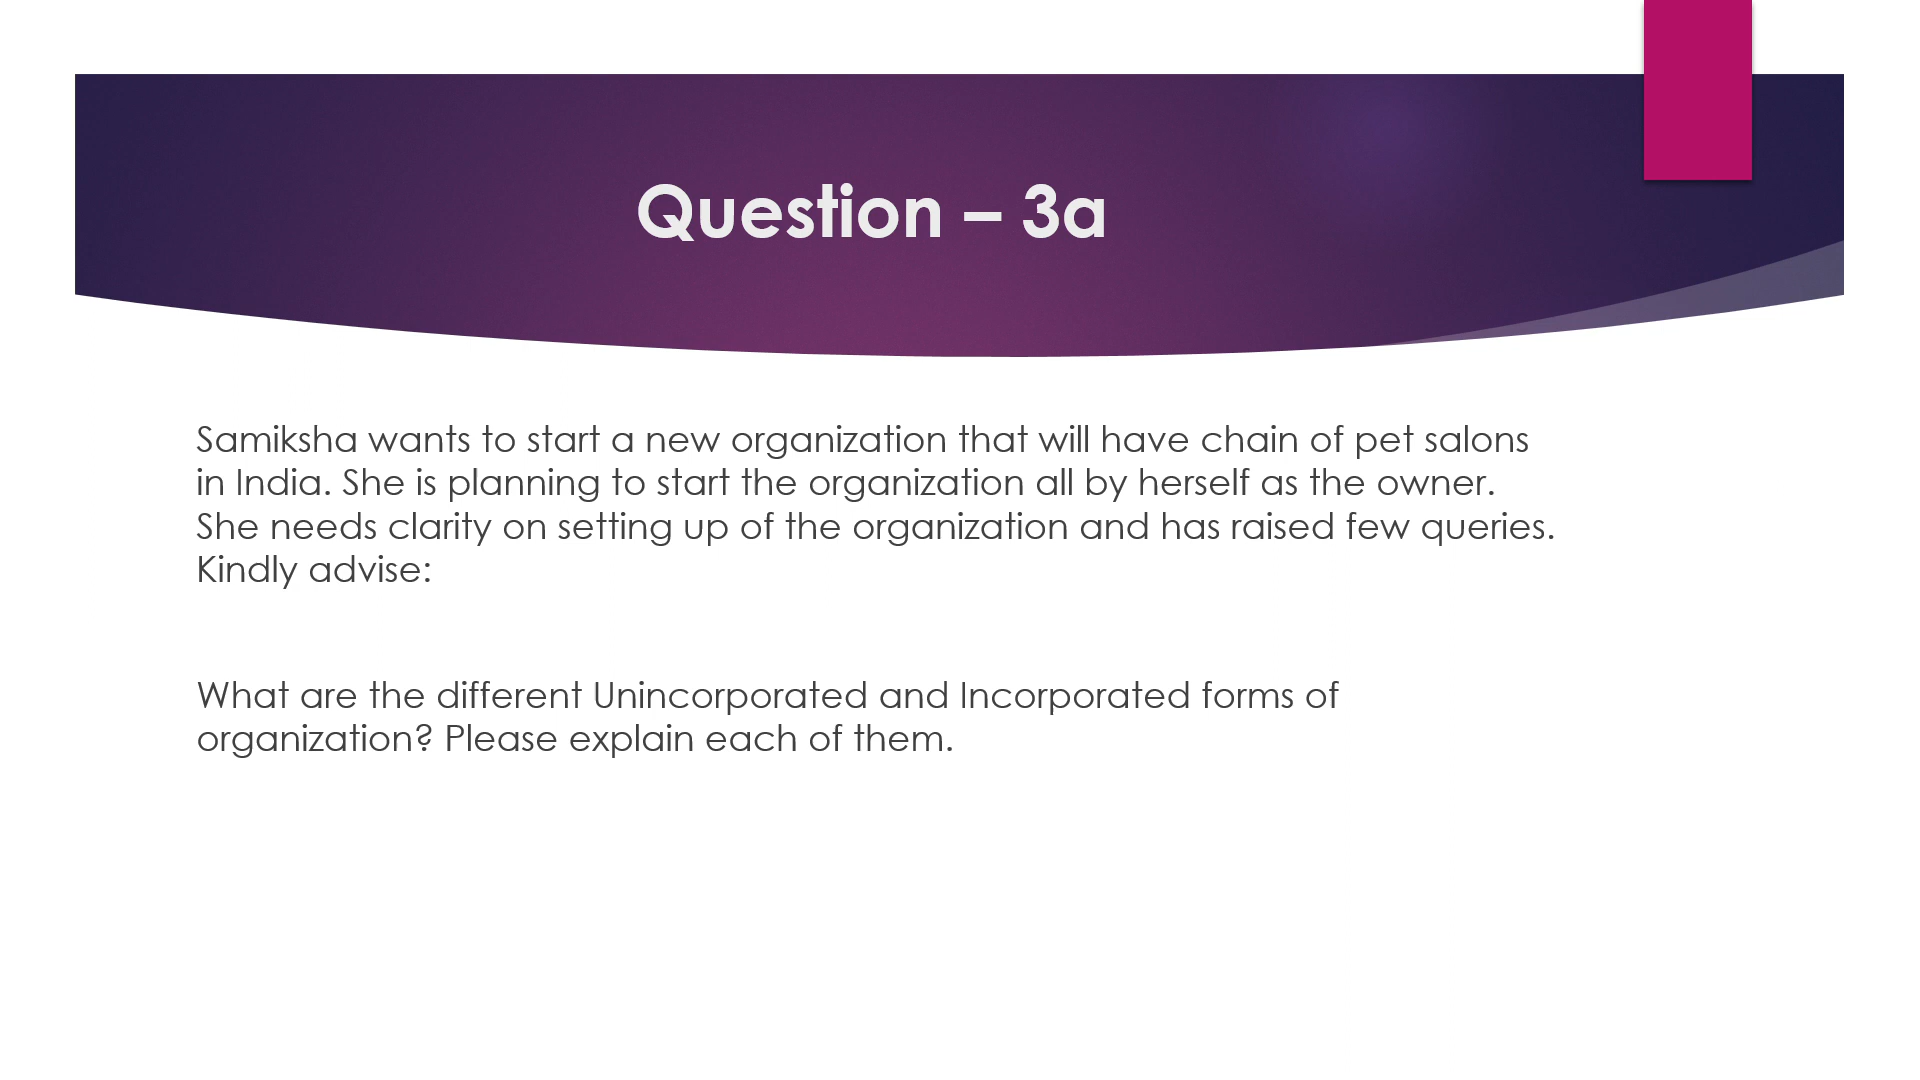 Question – 3a
Samiksha wants to start a new organization that will have chain of pet salons
in India. She is planning to start the organization all by herself as the owner.
She needs clarity on setting up of the organization and has raised few queries.
Kindly advise:
What are the different Unincorporated and Incorporated forms of
organization? Please explain each of them.